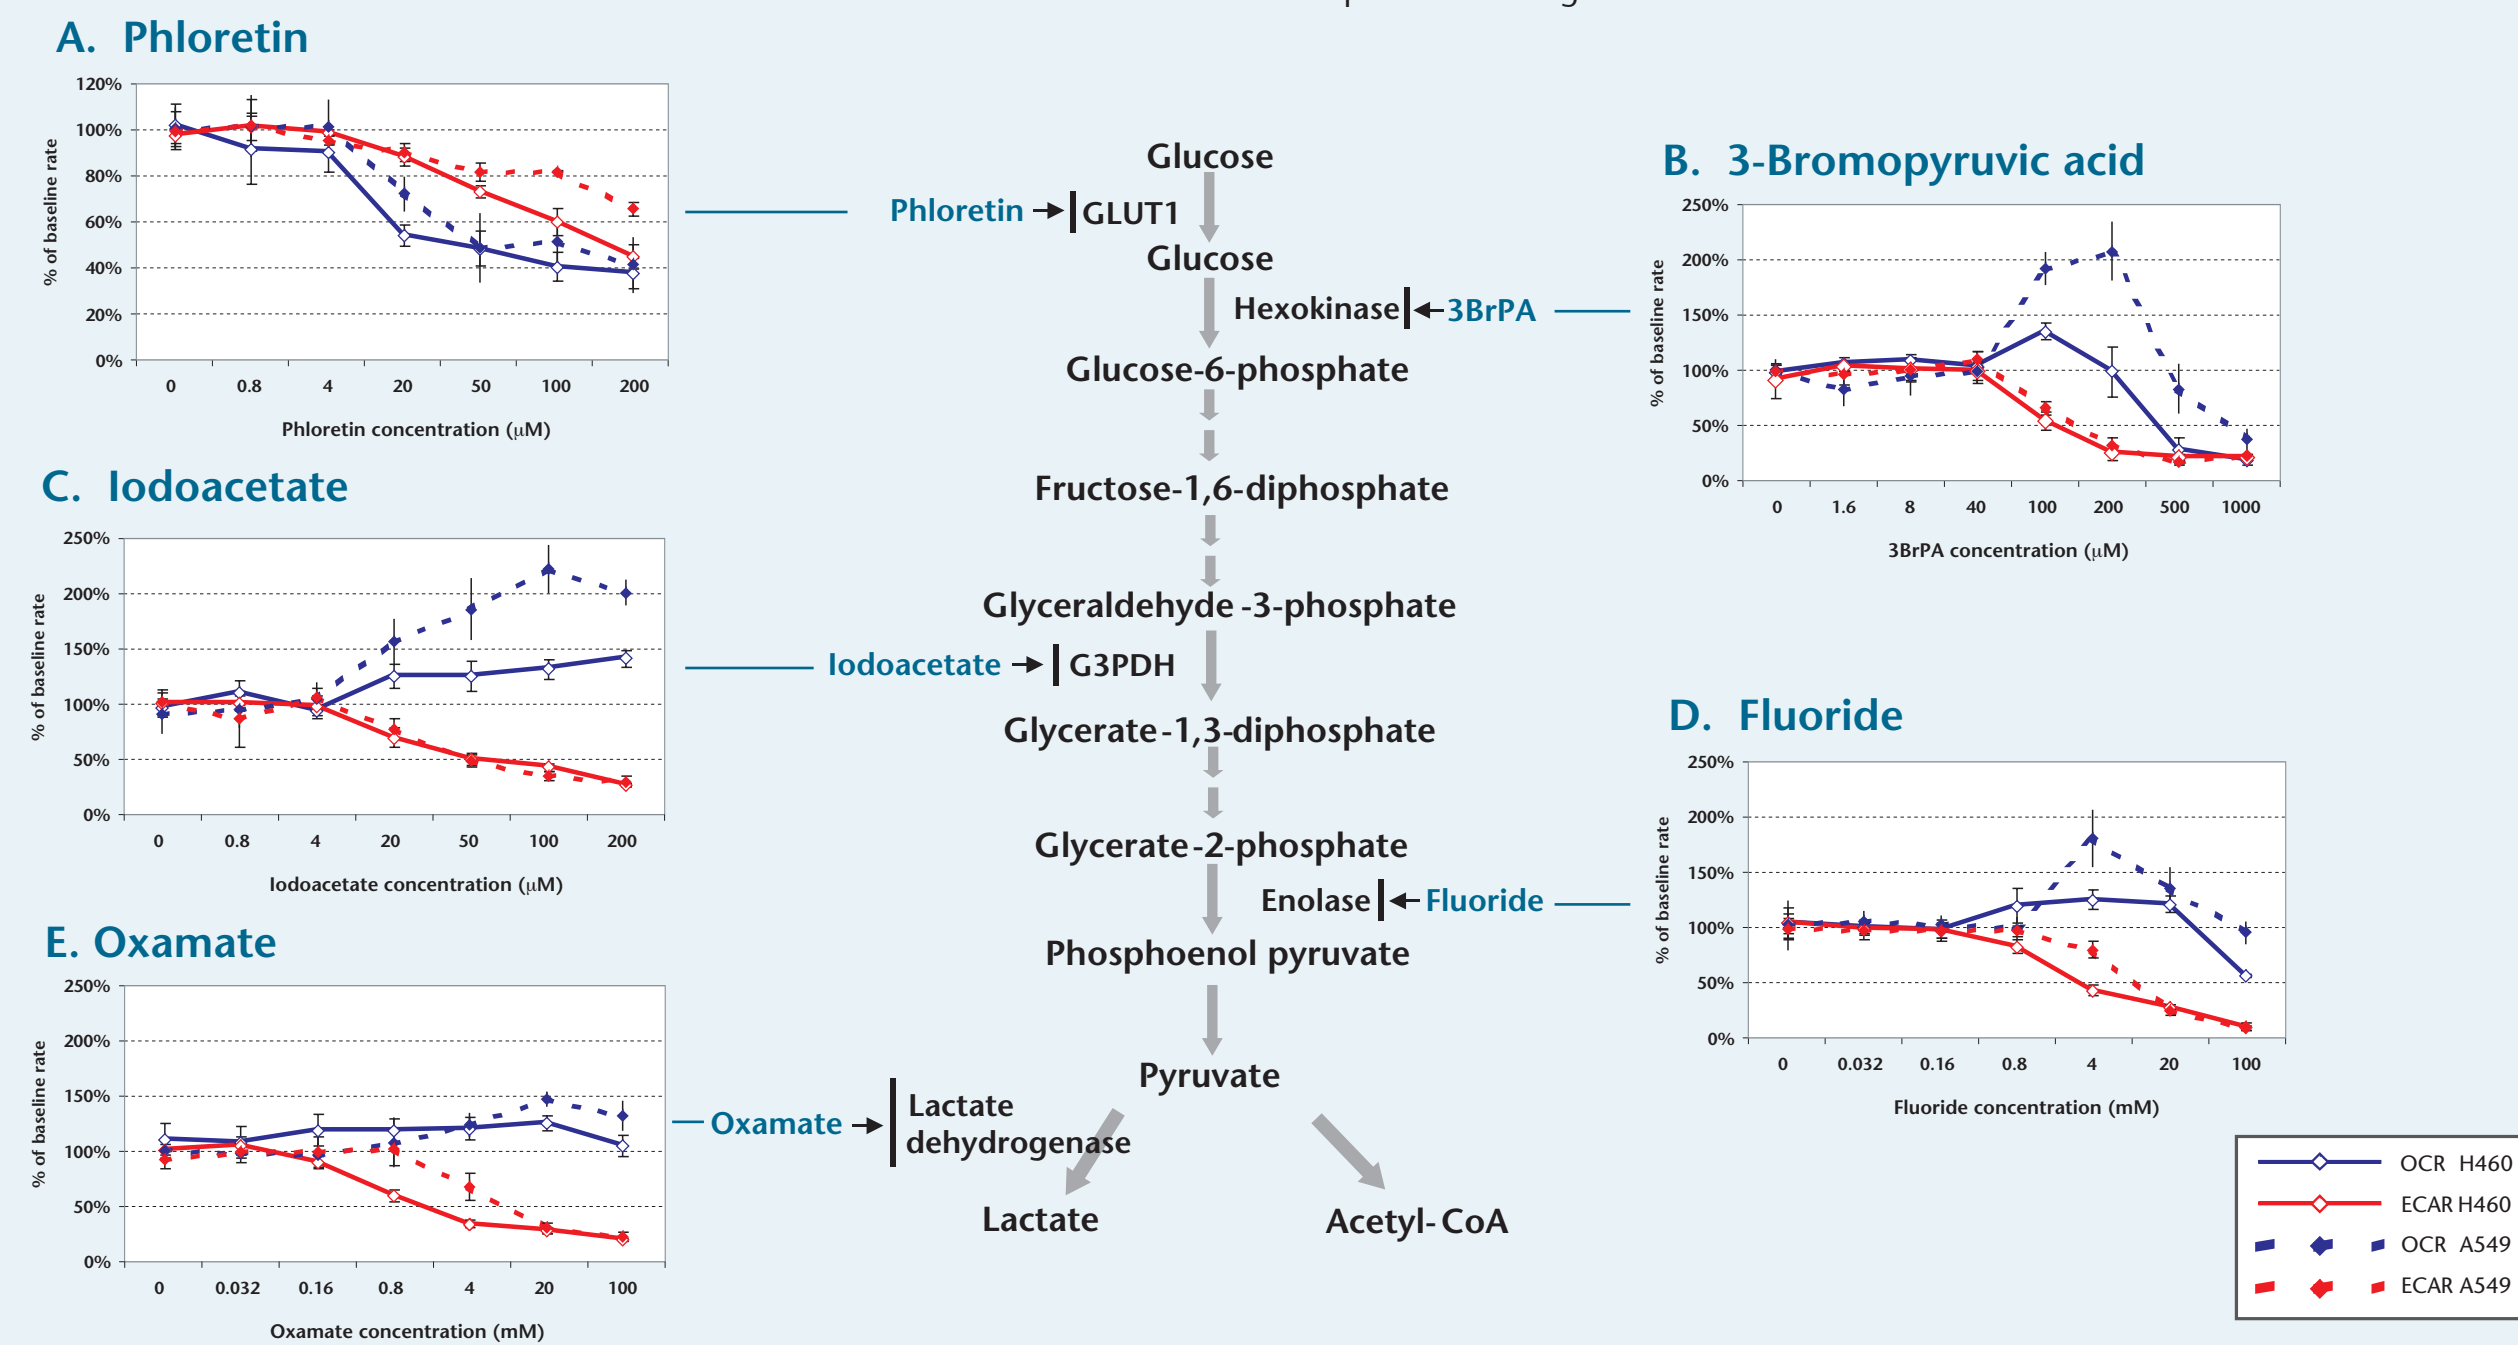 A. Phloretin
120%
100%
80%
60%
40%
20%
0%
% of baseline rate
0 0.8 4 20 50 100 200
Phloretin concentration (μM)
C. Iodoacetate
250%
200%
150%
100%
50%
0%
% of baseline rate
0 0.8 4 20 50 100 200
Iodoacetate concentration (μM)
E. Oxamate
250%
200%
150%
100%
50%
0%
% of baseline rate
0 0.032 0.16 0.8 4 20 100
Oxamate concentration (mM)
Glucose
Phloretin GLUT1
Glucose
Hexokinase 3BrPA
Glucose-6-phosphate
Fructose-1,6-diphosphate
Glyceraldehyde-3-phosphate
Iodoacetate G3PDH
Glycerate-1,3-diphosphate
Glycerate-2-phosphate
Enolase Fluoride
Phosphoenol pyruvate
Pyruvate
Oxamate
Lactate
dehydrogenase
Lactate Acetyl-CoA
B. 3-Bromopyruvic acid
250%
200%
150%
100%
50%
0%
% of baseline rate
0 1.6 8 40 100 200 500 1000
3BrPA concentration (μM)
D. Fluoride
250%
200%
150%
100%
50%
0%
% of baseline rate
0 0.032 0.16 0.8 4 20 100
Fluoride concentration (mM)
OCR H460
ECAR H460
OCR A549
ECAR A549